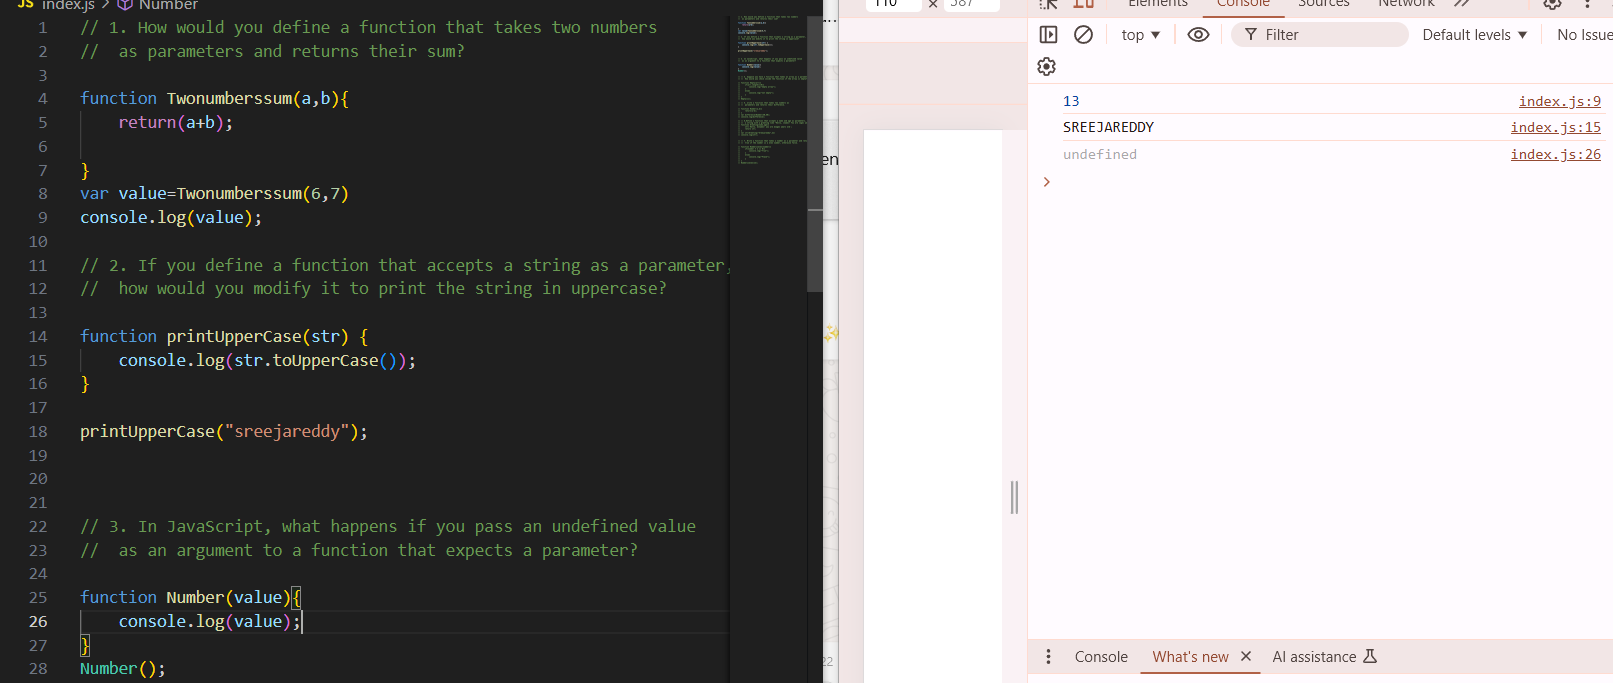 JS index.js > Number
1 // 1. How would you define a function that takes two numbers
2 //  as parameters and returns their sum?
3
4 function Twonumberssum(a,b){
5     return(a+b);
6
7 }
8 var value=Twonumberssum(6,7)
9 console.log(value);
10
11 // 2. If you define a function that accepts a string as a parameter,
12 //  how would you modify it to print the string in uppercase?
13
14 function printUpperCase(str) {
15     console.log(str.toUpperCase());
16 }
17
18 printUpperCase("sreejareddy");
19
20
21
22 // 3. In JavaScript, what happens if you pass an undefined value
23 //  as an argument to a function that expects a parameter?
24
25 function Number(value){
26     console.log(value);
27 }
28 Number();
en
22
110 × 587
Elements Console Sources Network
top Filter Default levels No Issue
13 index.js:9
SREEJAREDDY index.js:15
undefined index.js:26
Console What's new AI assistance